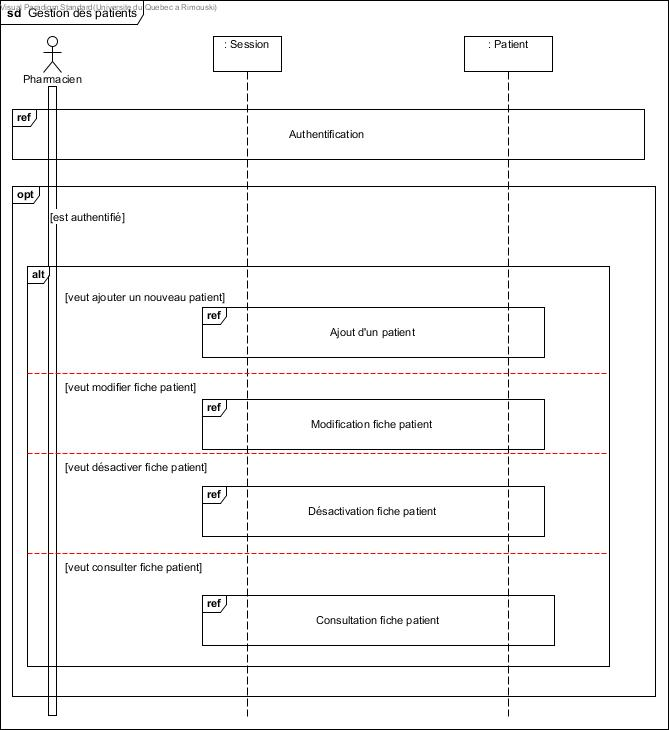 Visual Paradigm Standard(Universite du Quebec a Rimouski)
sd Gestion des patients
: Session
: Patient
Pharmacien
ref
Authentification
opt
[est authentifié]
alt
[veut ajouter un nouveau patient]
ref
Ajout d'un patient
[veut modifier fiche patient]
ref
Modification fiche patient
[veut désactiver fiche patient]
ref
Désactivation fiche patient
[veut consulter fiche patient]
ref
Consultation fiche patient